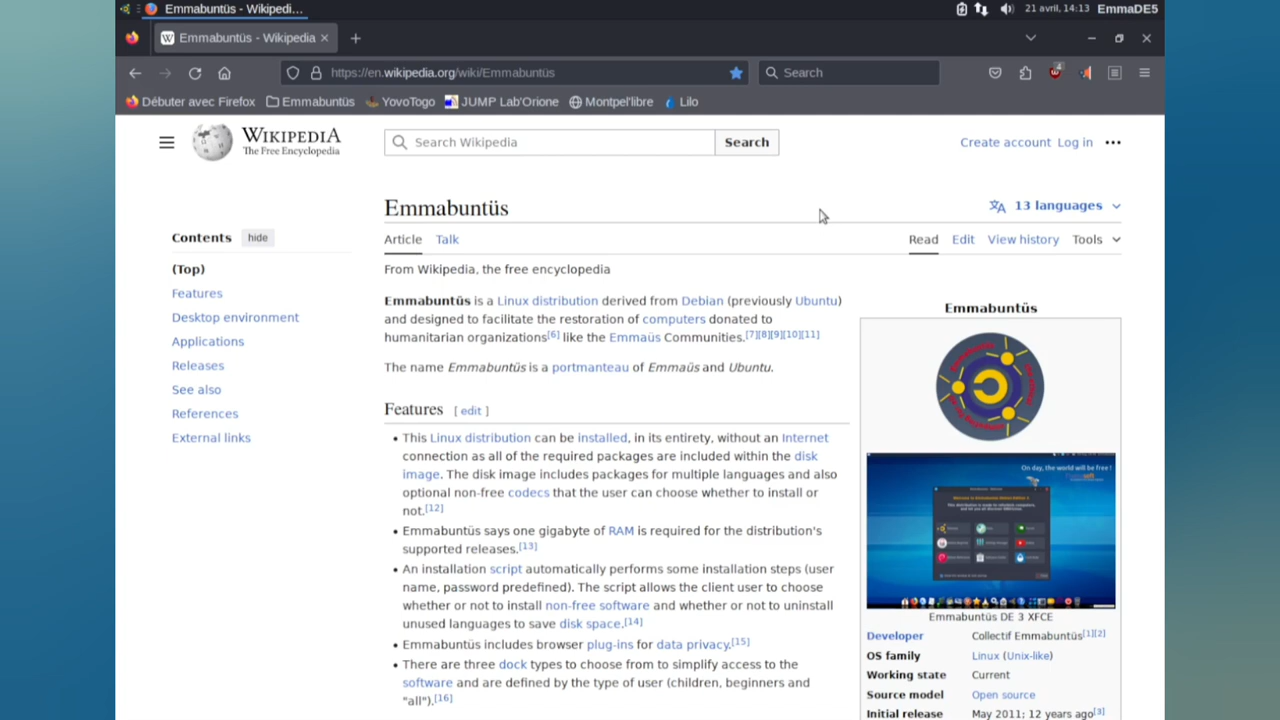 Emmabuntüs - Wikipedi...
21 avril, 14:13
EmmaDE5
Emmabuntüs - Wikipedia
https://en.wikipedia.org/wiki/Emmabuntüs
Search
4
Débuter avec Firefox
Emmabuntüs
YovoTogo
JUMP Lab'Orione
Montpel'libre
Lilo
WIKIPEDIA
The Free Encyclopedia
Search Wikipedia
Search
Create account
Log in
Emmabuntüs
13 languages
Contents
hide
(Top)
Features
Desktop environment
Applications
Releases
See also
References
External links
Article
Talk
Read
Edit
View history
Tools
From Wikipedia, the free encyclopedia
Emmabuntüs is a Linux distribution derived from Debian (previously Ubuntu)
and designed to facilitate the restoration of computers donated to
humanitarian organizations[6] like the Emmaüs Communities.[7][8][9][10][11]
The name Emmabuntüs is a portmanteau of Emmaüs and Ubuntu.
Features [ edit ]
• This Linux distribution can be installed, in its entirety, without an Internet
connection as all of the required packages are included within the disk
image. The disk image includes packages for multiple languages and also
optional non-free codecs that the user can choose whether to install or
not.[12]
• Emmabuntüs says one gigabyte of RAM is required for the distribution's
supported releases.[13]
• An installation script automatically performs some installation steps (user
name, password predefined). The script allows the client user to choose
whether or not to install non-free software and whether or not to uninstall
unused languages to save disk space.[14]
• Emmabuntüs includes browser plug-ins for data privacy.[15]
• There are three dock types to choose from to simplify access to the
software and are defined by the type of user (children, beginners and
"all").[16]
Emmabuntüs
On day, the world will be free !
Emmabuntüs DE 3 XFCE
Developer Collectif Emmabuntüs[1][2]
OS family Linux (Unix-like)
Working state Current
Source model Open source
Initial release May 2011; 12 years ago[3]